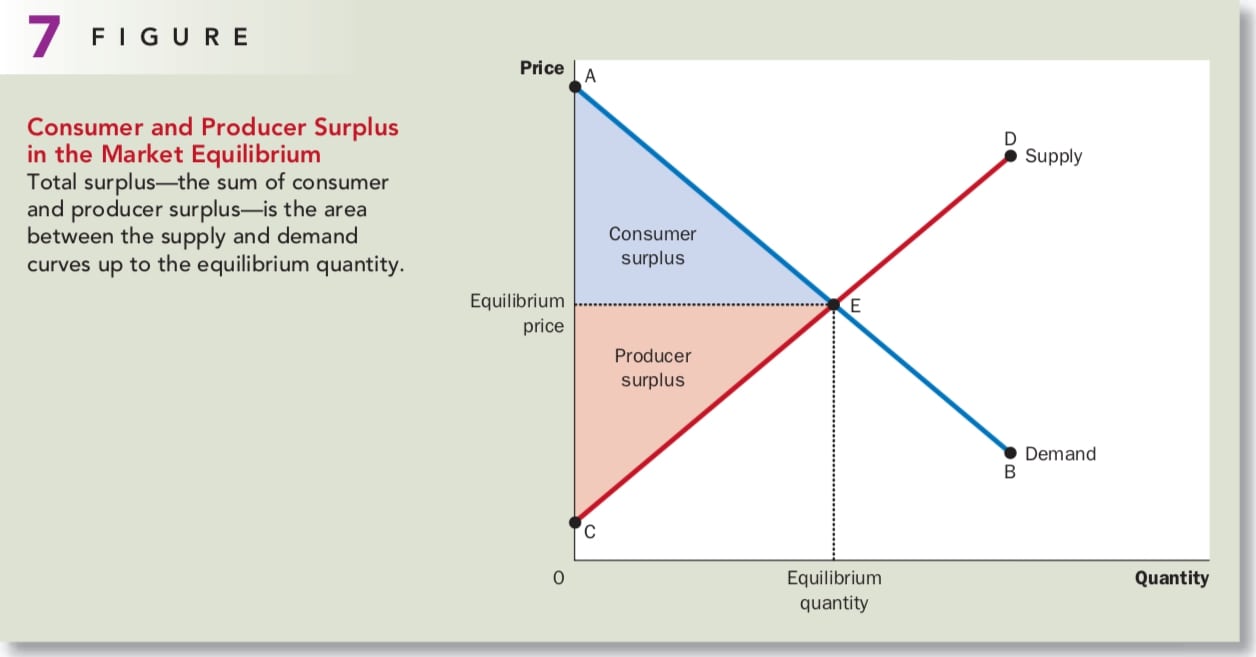 7 FIGURE
Consumer and Producer Surplus
in the Market Equilibrium
Total surplus—the sum of consumer
and producer surplus—is the area
between the supply and demand
curves up to the equilibrium quantity.
Price
A
D
Supply
Consumer
surplus
Equilibrium
price
E
Producer
surplus
Demand
B
C
0
Equilibrium
quantity
Quantity